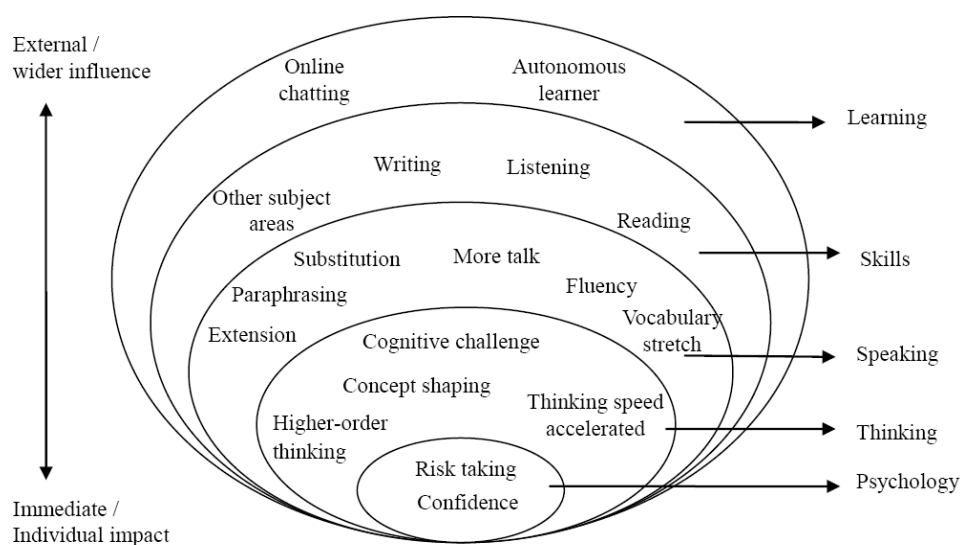 External /
wider influence
Online
chatting
Autonomous
learner
Learning
Writing
Listening
Other subject
areas
Reading
Skills
Substitution
More talk
Fluency
Paraphrasing
Extension
Vocabulary
stretch
Speaking
Cognitive challenge
Concept shaping
Higher-order
thinking
Thinking speed
accelerated
Thinking
Risk taking
Confidence
Psychology
Immediate /
Individual impact